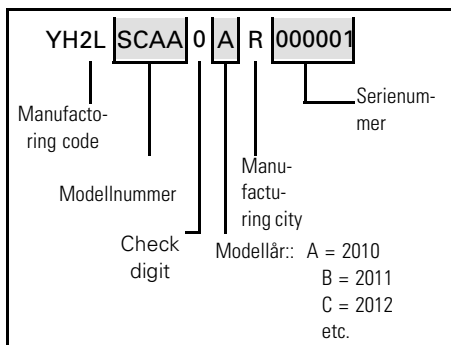 YH2L SCAA 0 A R 000001
Manufacto-
ring code
Serienum-
mer
Modellnummer
Manu-
factu-
ring city
Check
digit
Modellår:: A = 2010
B = 2011
C = 2012
etc.